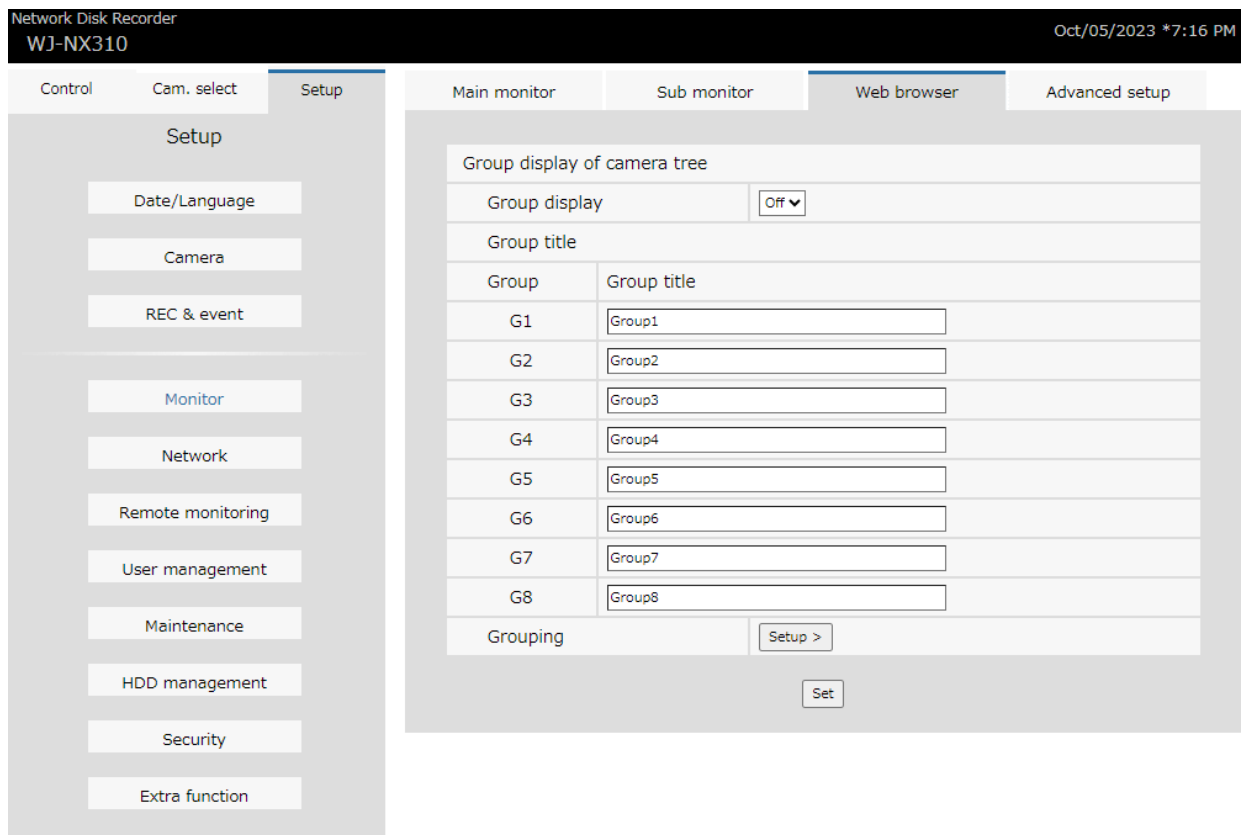 Network Disk Recorder
WJ-NX310
Oct/05/2023 *7:16 PM
Control Cam. select Setup
Setup
Date/Language
Camera
REC & event
Monitor
Network
Remote monitoring
User management
Maintenance
HDD management
Security
Extra function
Main monitor Sub monitor Web browser Advanced setup
Group display of camera tree
Group display Off
Group title
Group Group title
G1 Group1
G2 Group2
G3 Group3
G4 Group4
G5 Group5
G6 Group6
G7 Group7
G8 Group8
Grouping Setup >
Set